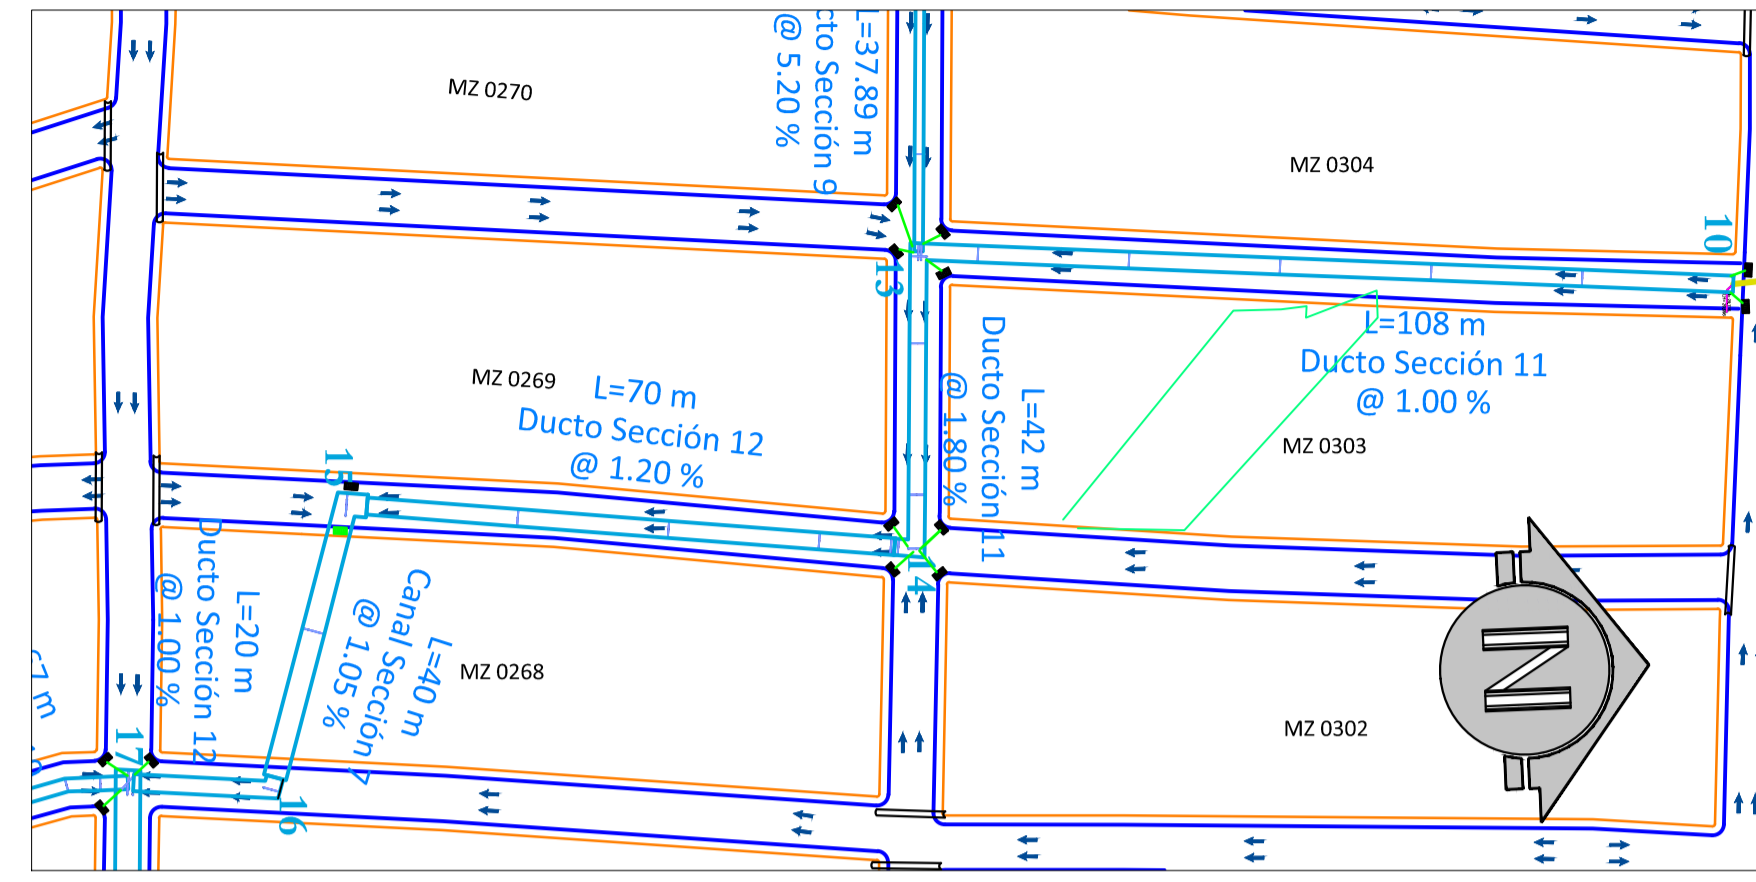 MZ 0270
L=37.89 m
cto Sección 9
@ 5.20 %
MZ 0304
10
13
L=108 m
Ducto Sección 11
@ 1.00 %
MZ 0303
MZ 0269
L=70 m
Ducto Sección 12
@ 1.20 %
L=42 m
Ducto Sección 11
@ 1.80 %
15
14
L=20 m
Ducto Sección 12
@ 1.00 %
L=40 m
Canal Sección 7
@ 1.05 %
MZ 0268
MZ 0302
N
17
16